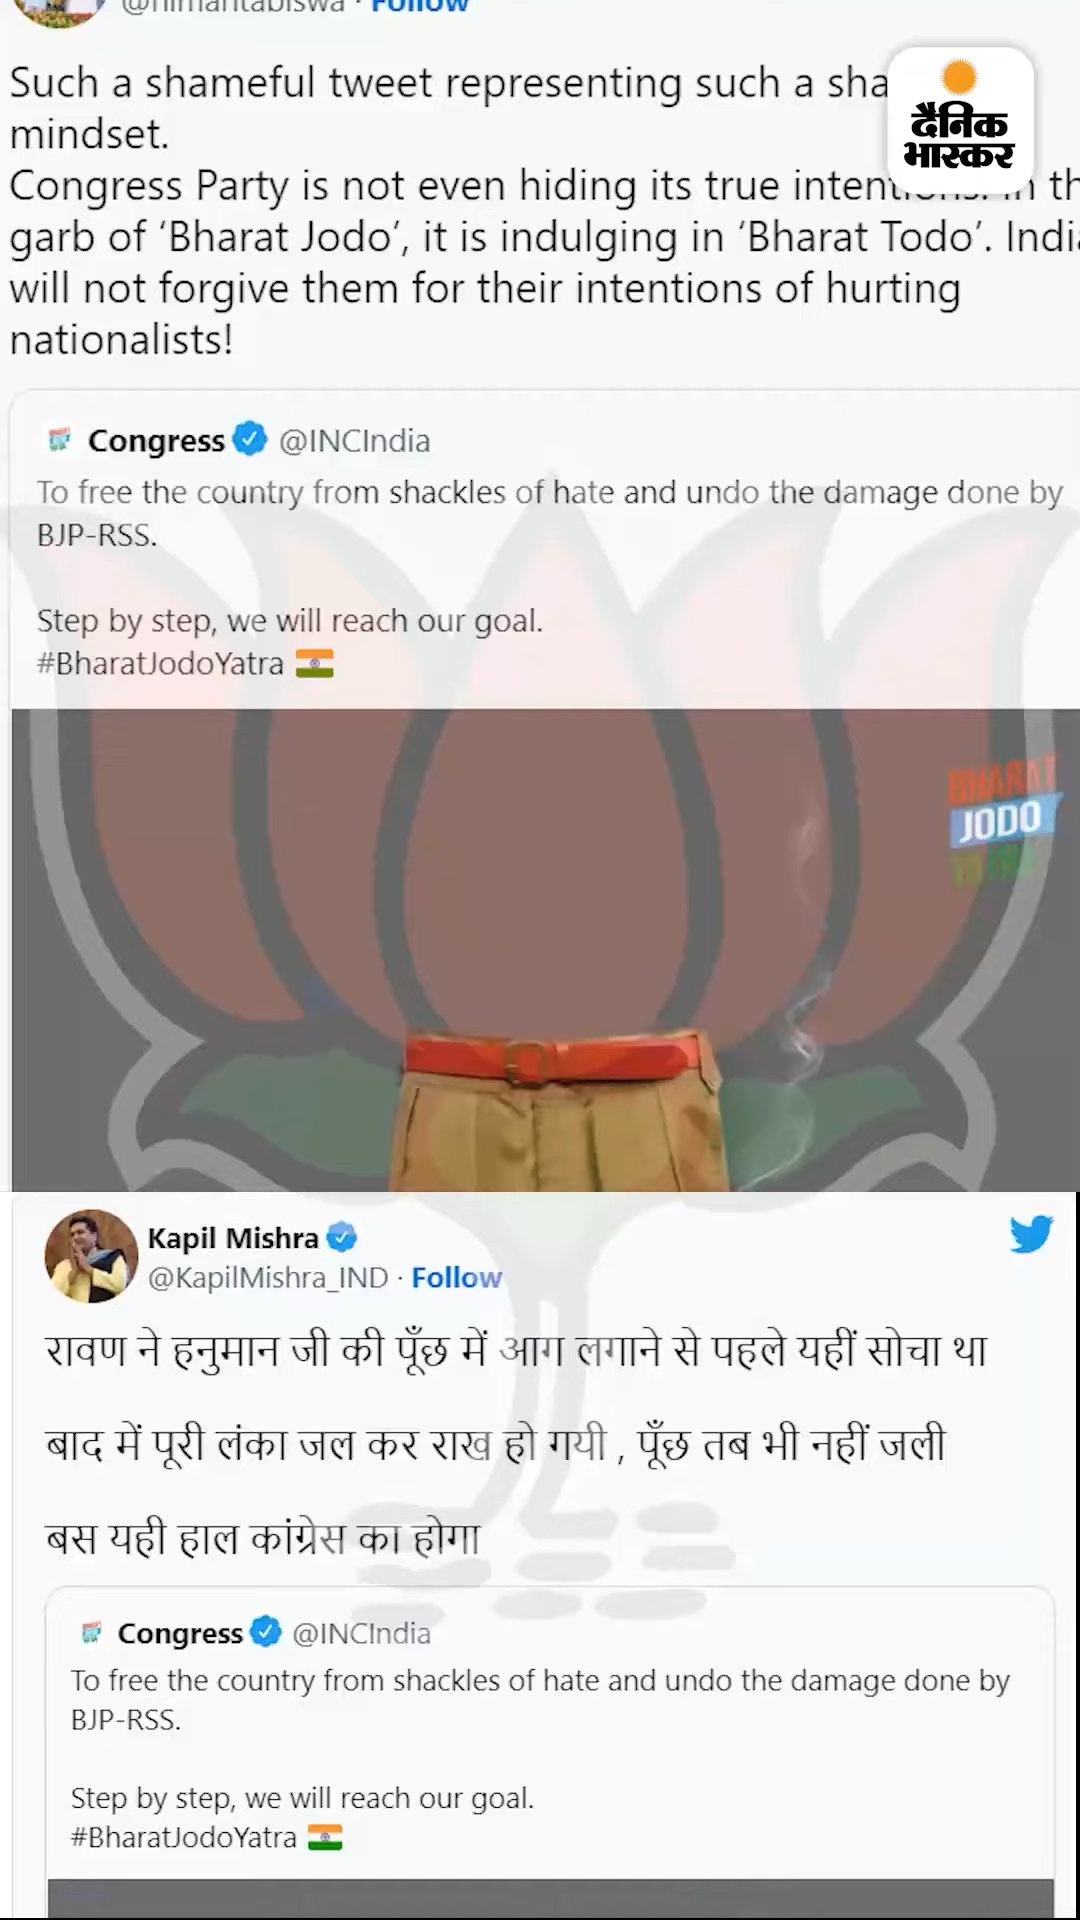 @himantabiswa · Follow
Such a shameful tweet representing such a
mindset.
दैनिक
भास्कर
Congress Party is not even hiding its true
garb of ‘Bharat Jodo’, it is indulging in ‘Bharat Todo’.
will not forgive them for their intentions of hurting
nationalists!
Congress @INCIndia
To free the country from shackles of hate and undo the damage done by
BJP-RSS.
Step by step, we will reach our goal.
#BharatJodoYatra
BHARAT
JODO
YATRA
Kapil Mishra
@KapilMishra_IND · Follow
रावण ने हनुमान जी की पूँछ में आग लगाने से पहले यहीं सोचा था
बाद में पूरी लंका जल कर राख हो गयी , पूँछ तब भी नहीं जली
बस यही हाल कांग्रेस का होगा
Congress @INCIndia
To free the country from shackles of hate and undo the damage done by
BJP-RSS.
Step by step, we will reach our goal.
#BharatJodoYatra